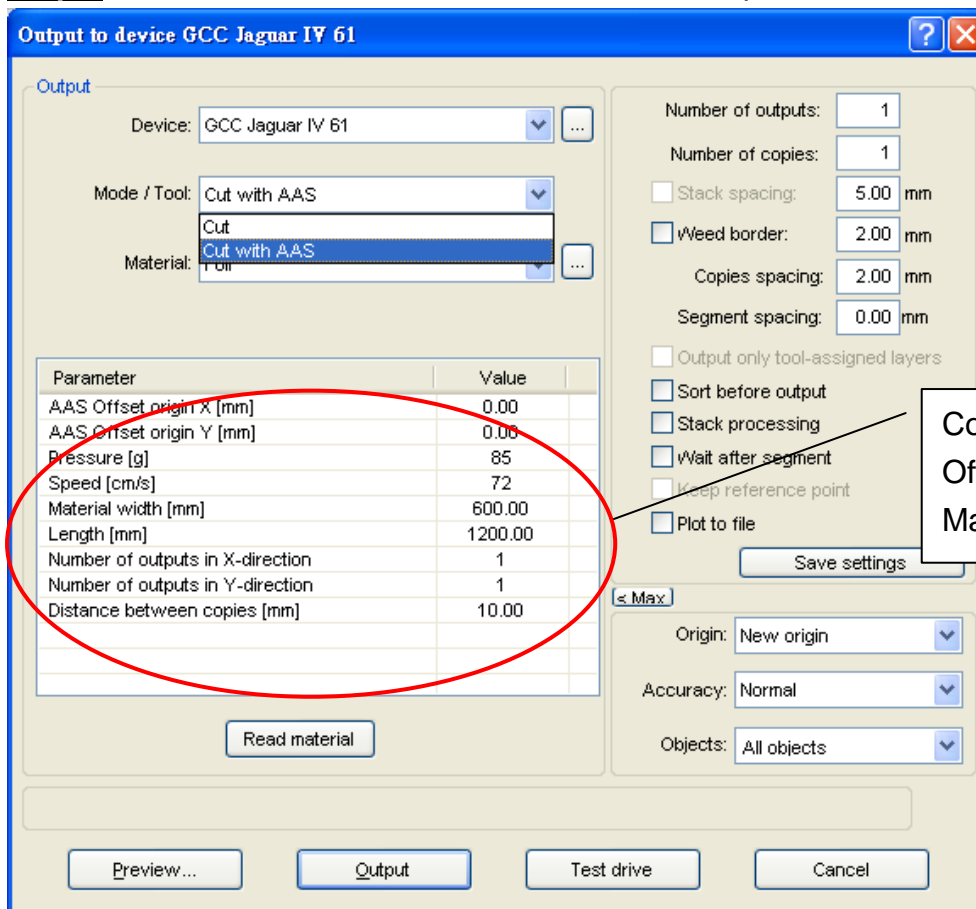 Output to device GCC Jaguar IV 61
Output
Device: GCC Jaguar IV 61 ...
Mode / Tool: Cut with AAS
Cut
Cut with AAS
Material: ...
Parameter Value
AAS Offset origin X [mm] 0.00
AAS Offset origin Y [mm] 0.00
Pressure [g] 85
Speed [cm/s] 72
Material width [mm] 600.00
Length [mm] 1200.00
Number of outputs in X-direction 1
Number of outputs in Y-direction 1
Distance between copies [mm] 10.00
Read material
Number of outputs: 1
Number of copies: 1
Stack spacing: 5.00 mm
Weed border: 2.00 mm
Copies spacing: 2.00 mm
Segment spacing: 0.00 mm
Output only tool-assigned layers
Sort before output
Stack processing
Wait after segment
Keep reference point
Plot to file
Save settings
Co
Of
Ma
< Max
Origin: New origin
Accuracy: Normal
Objects: All objects
Preview...
Output
Test drive
Cancel